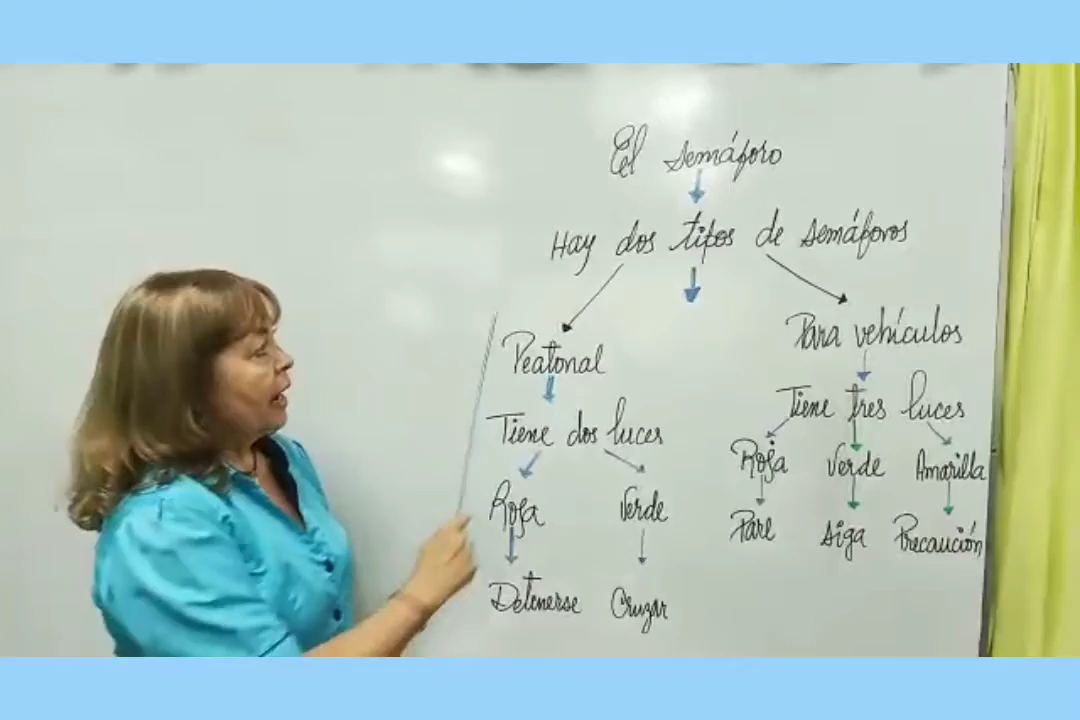 El semáforo
Hay dos tipos de semáforos
Peatonal
Tiene dos luces
Roja
Verde
Detenerse
Cruzar
Para vehículos
Tiene tres luces
Roja
Verde
Amarilla
Pare
Siga
Precaución